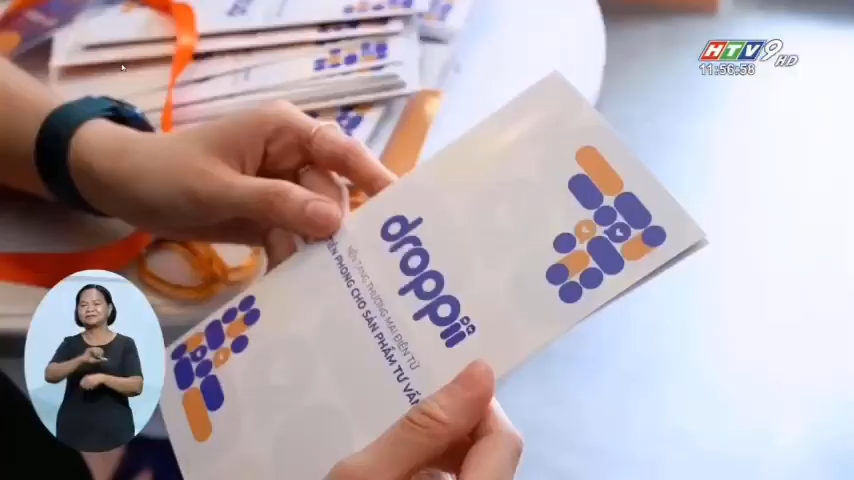 HTV9 HD
11:56:58
droppii
NỀN TẢNG THƯƠNG MẠI ĐIỆN TỬ
TIÊN PHONG CHO SẢN PHẨM TƯ VẤN